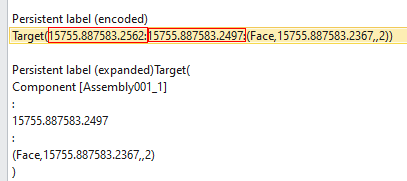 Persistent label (encoded)
Target(15755.887583.2562:15755.887583.2497:(Face,15755.887583.2367,,2))
Persistent label (expanded)Target(
Component [Assembly001_1]
:
15755.887583.2497
:
(Face,15755.887583.2367,,2)
)